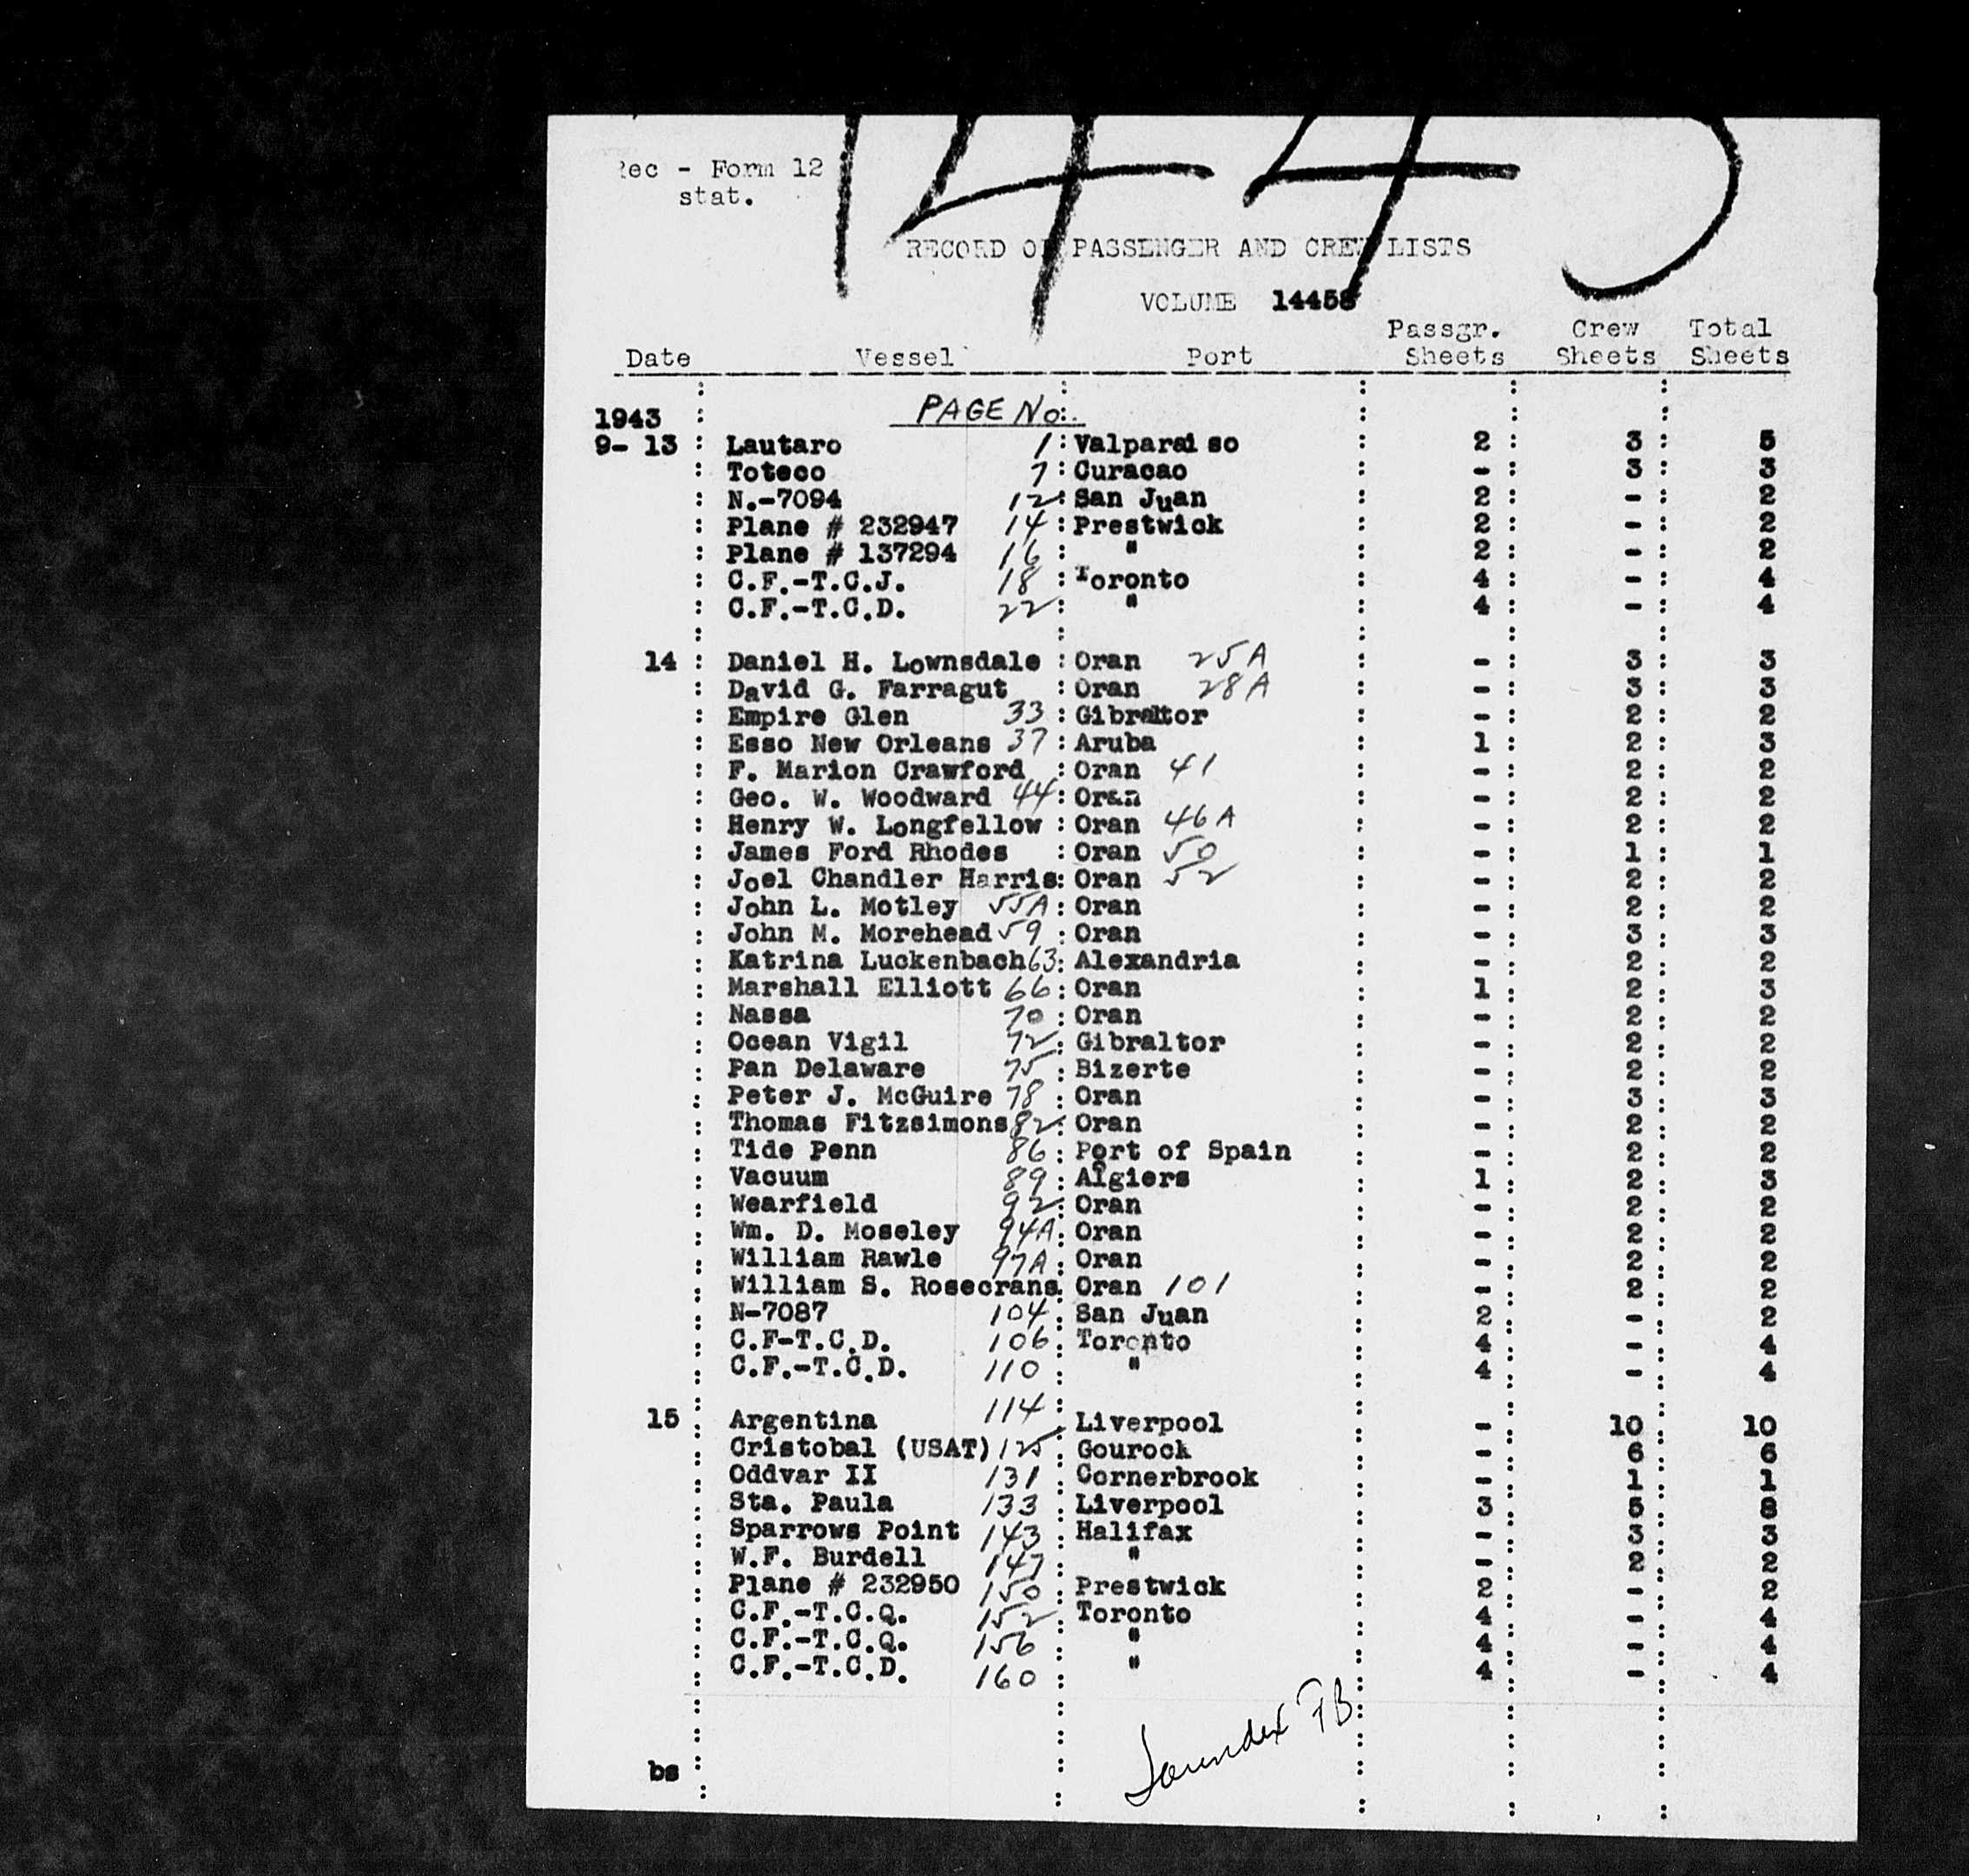 1445
Rec - Form 12
stat.
RECORD OF PASSENGER AND CREW LISTS
VOLUME 14458
Date Vessel Port Passgr. Sheets Crew Sheets Total Sheets
PAGE No.
1943
9- 13 Lautaro 1 Valparaiso 2 3 5
Toteco 7 Curacao - 3 3
N.-7094 12 San Juan 2 - 2
Plane # 232947 14 Prestwick 2 - 2
Plane # 137294 16 " 2 - 2
C.F.-T.C.J. 18 Toronto 4 - 4
C.F.-T.C.D. 22 " 4 - 4
14 Daniel H. Lownsdale Oran 25A - 3 3
David G. Farragut Oran 28A - 3 3
Empire Glen 33 Gibraltor - 2 2
Esso New Orleans 37 Aruba 1 2 3
F. Marion Crawford Oran 41 - 2 2
Geo. W. Woodward 44 Oran - 2 2
Henry W. Longfellow Oran 46A - 2 2
James Ford Rhodes Oran 50 - 1 1
Joel Chandler Harris Oran 52 - 2 2
John L. Motley 55A Oran - 2 2
John M. Morehead 59 Oran - 3 3
Katrina Luckenbach 63 Alexandria - 2 2
Marshall Elliott 66 Oran 1 2 3
Nassa 70 Oran - 2 2
Ocean Vigil 72 Gibraltor - 2 2
Pan Delaware 75 Bizerte - 2 2
Peter J. McGuire 78 Oran - 3 3
Thomas Fitzsimons 82 Oran - 2 2
Tide Penn 86 Port of Spain - 2 2
Vacuum 89 Algiers 1 2 3
Wearfield 92 Oran - 2 2
Wm. D. Moseley 94A Oran - 2 2
William Rawle 97A Oran - 2 2
William S. Rosecrans Oran 101 - 2 2
N-7087 104 San Juan 2 - 2
C.F-T.C.D. 106 Toronto 4 - 4
C.F.-T.C.D. 110 " 4 - 4
15 Argentina 114 Liverpool - 10 10
Cristobal (USAT) 125 Gourock - 6 6
Oddvar II 131 Cornerbrook - 1 1
Sta. Paula 133 Liverpool 3 5 8
Sparrows Point 143 Halifax - 3 3
W.F. Burdell 147 " - 2 2
Plane # 232950 150 Prestwick 2 - 2
C.F.-T.C.Q. 152 Toronto 4 - 4
C.F.-T.C.Q. 156 " 4 - 4
C.F.-T.C.D. 160 " 4 - 4
Soundex FB
bs